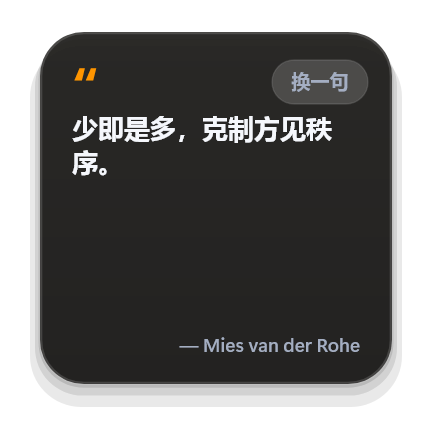 “
换一句
少即是多，克制方见秩
序。
— Mies van der Rohe